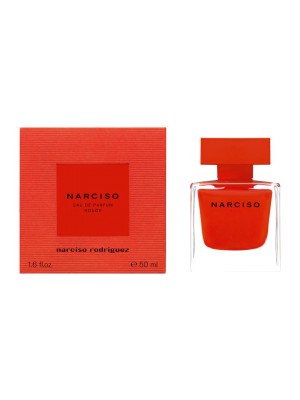 NARCISO
EAU DE PARFUM
ROUGE
narciso rodriguez
1.6 fl.oz. ℮ 50 ml
NARCISO